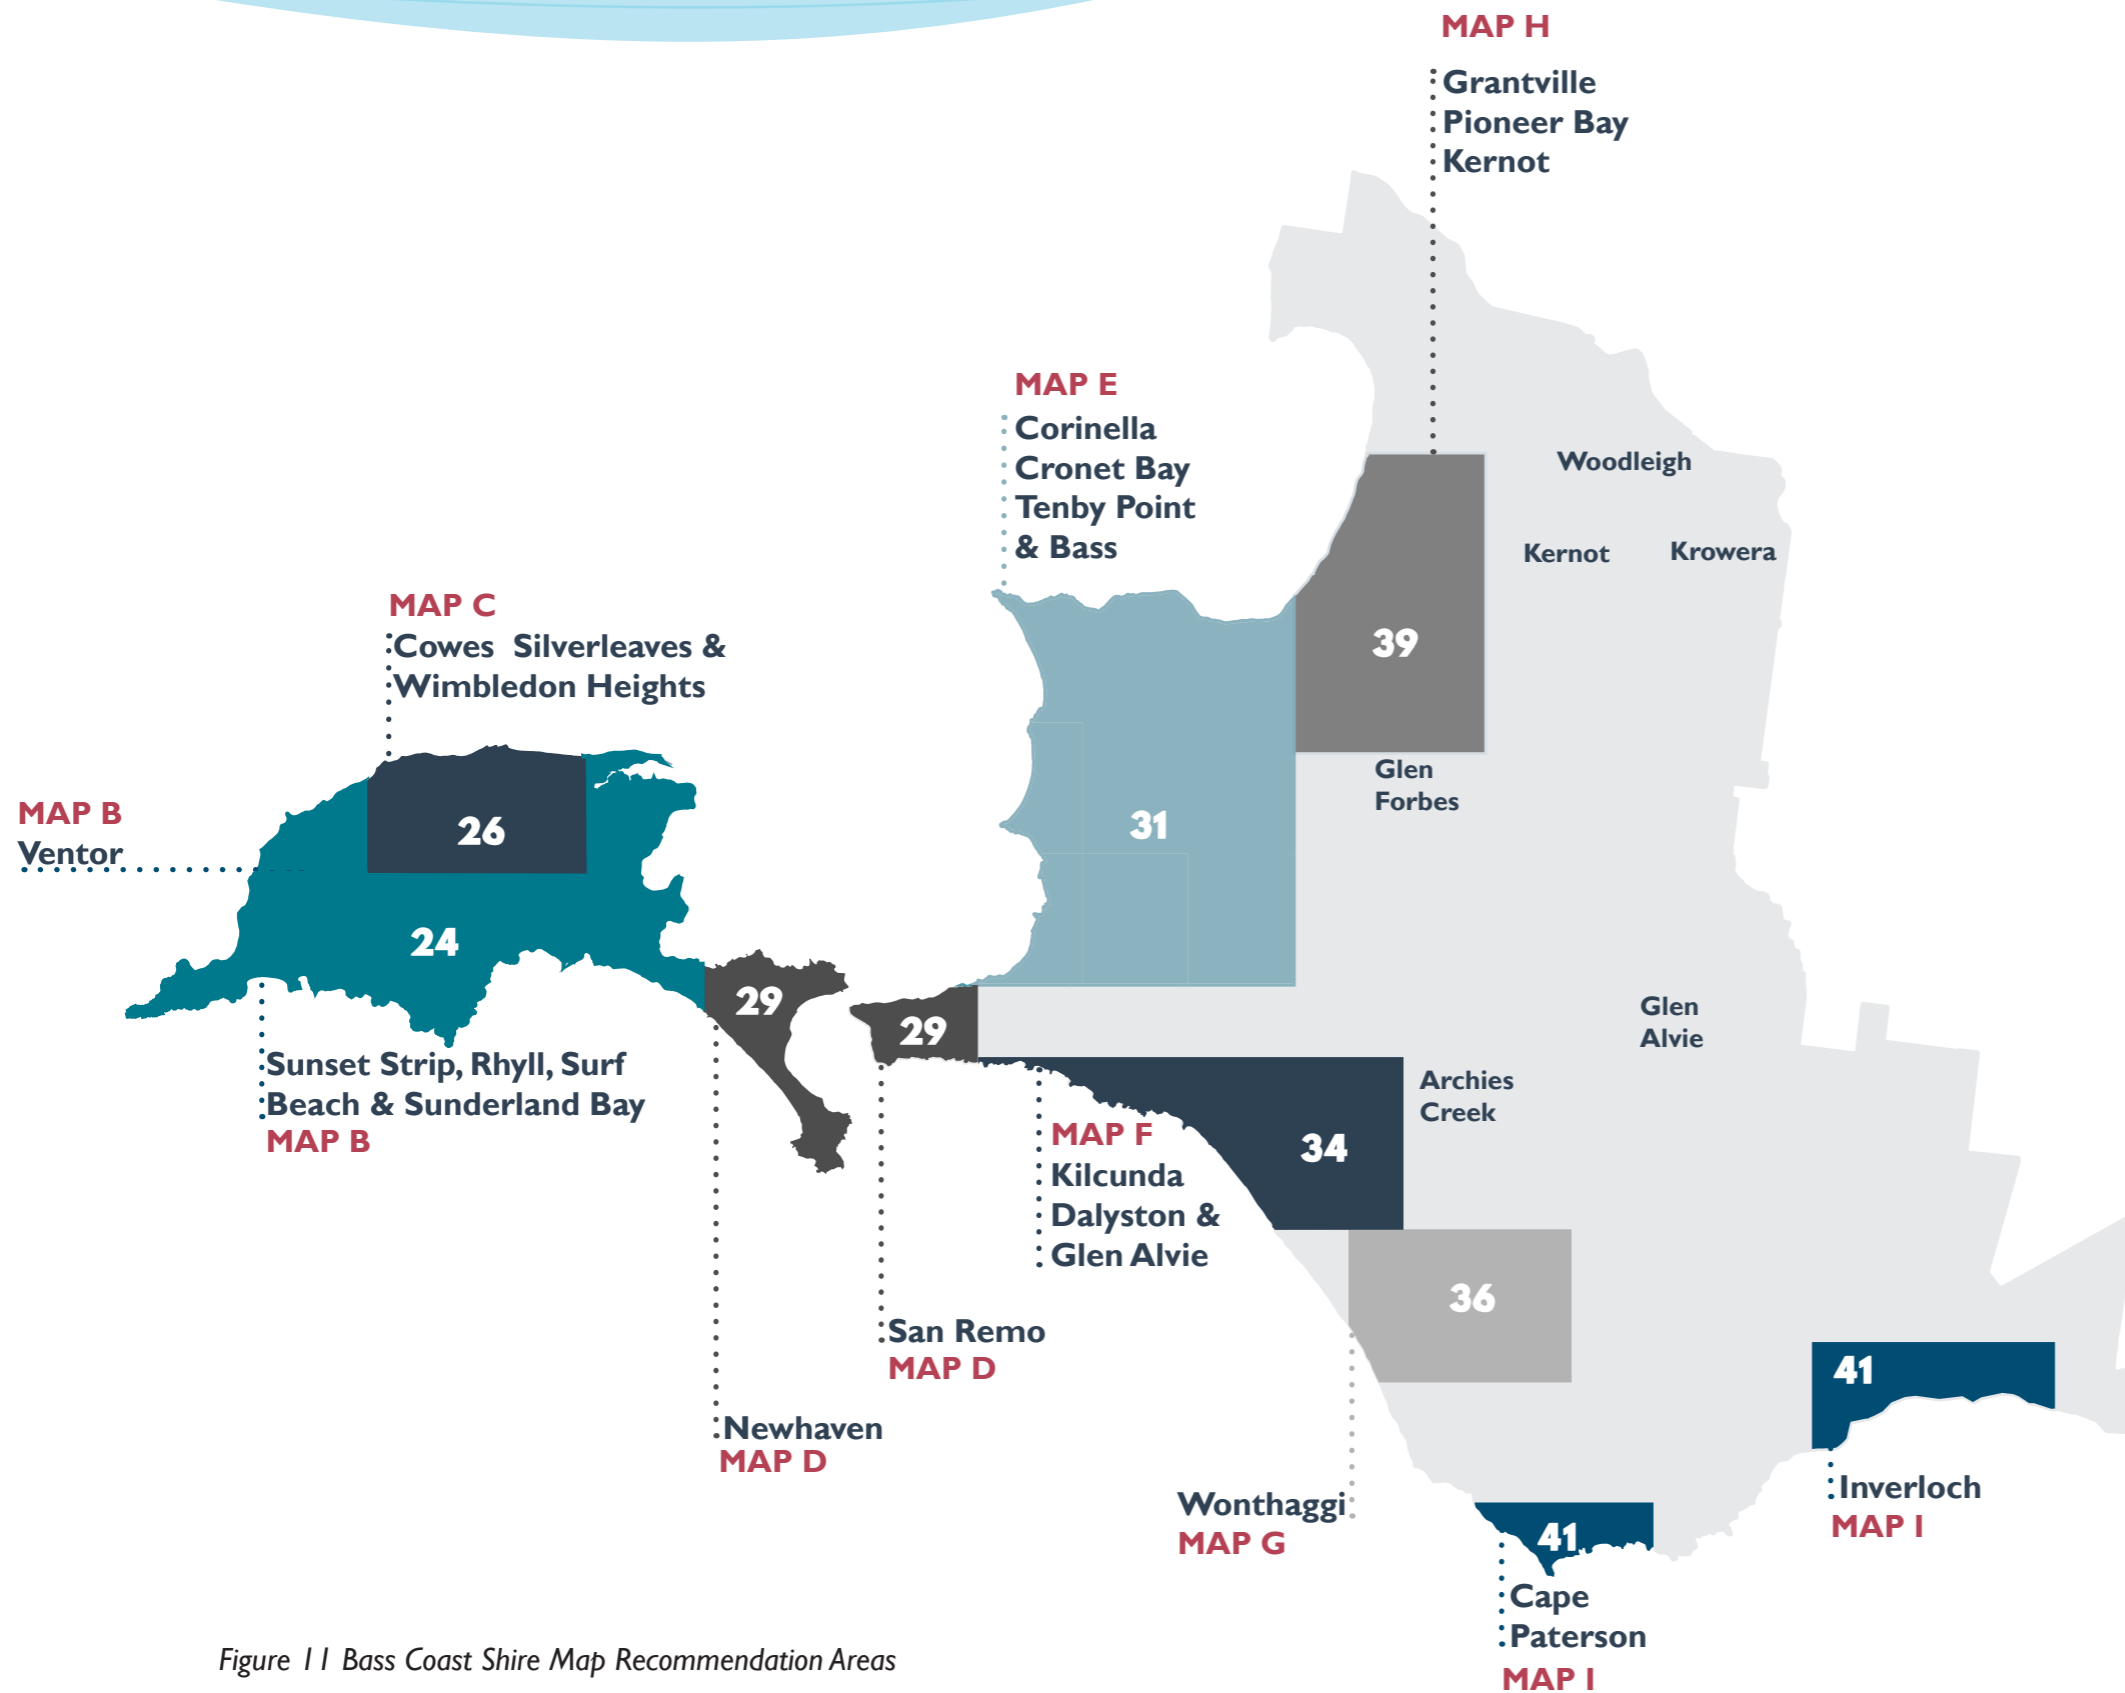 MAP H
Grantville
Pioneer Bay
Kernot
MAP E
Corinella
Cronet Bay
Tenby Point
& Bass
Woodleigh
Kernot
Krowera
39
MAP C
Cowes Silverleaves &
Wimbledon Heights
Glen
Forbes
MAP B
Ventor
26
31
24
29
29
Glen
Alvie
Sunset Strip, Rhyll, Surf
Beach & Sunderland Bay
MAP B
Archies
Creek
34
MAP F
Kilcunda
Dalyston &
Glen Alvie
36
San Remo
MAP D
41
Newhaven
MAP D
Wonthaggi
MAP G
Inverloch
MAP I
41
Cape
Paterson
MAP I
Figure 11 Bass Coast Shire Map Recommendation Areas